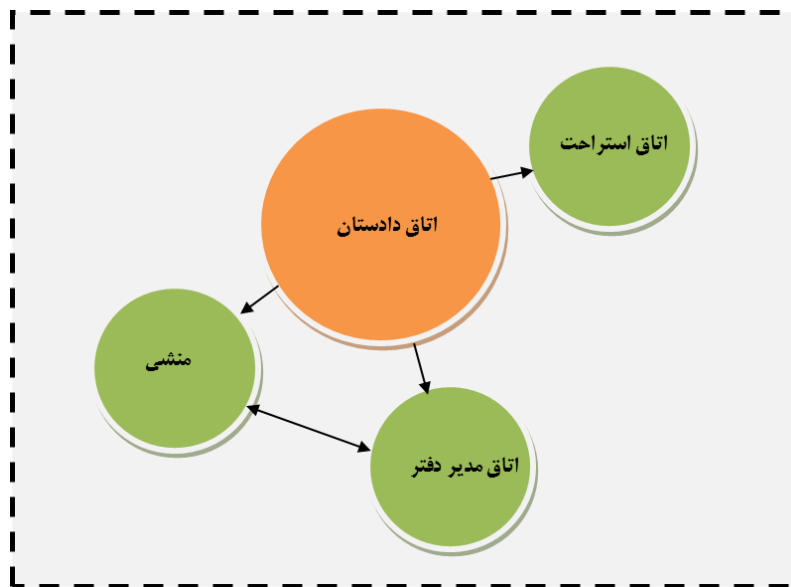 اتاق استراحت
اتاق دادستان
منشی
اتاق مدیر دفتر